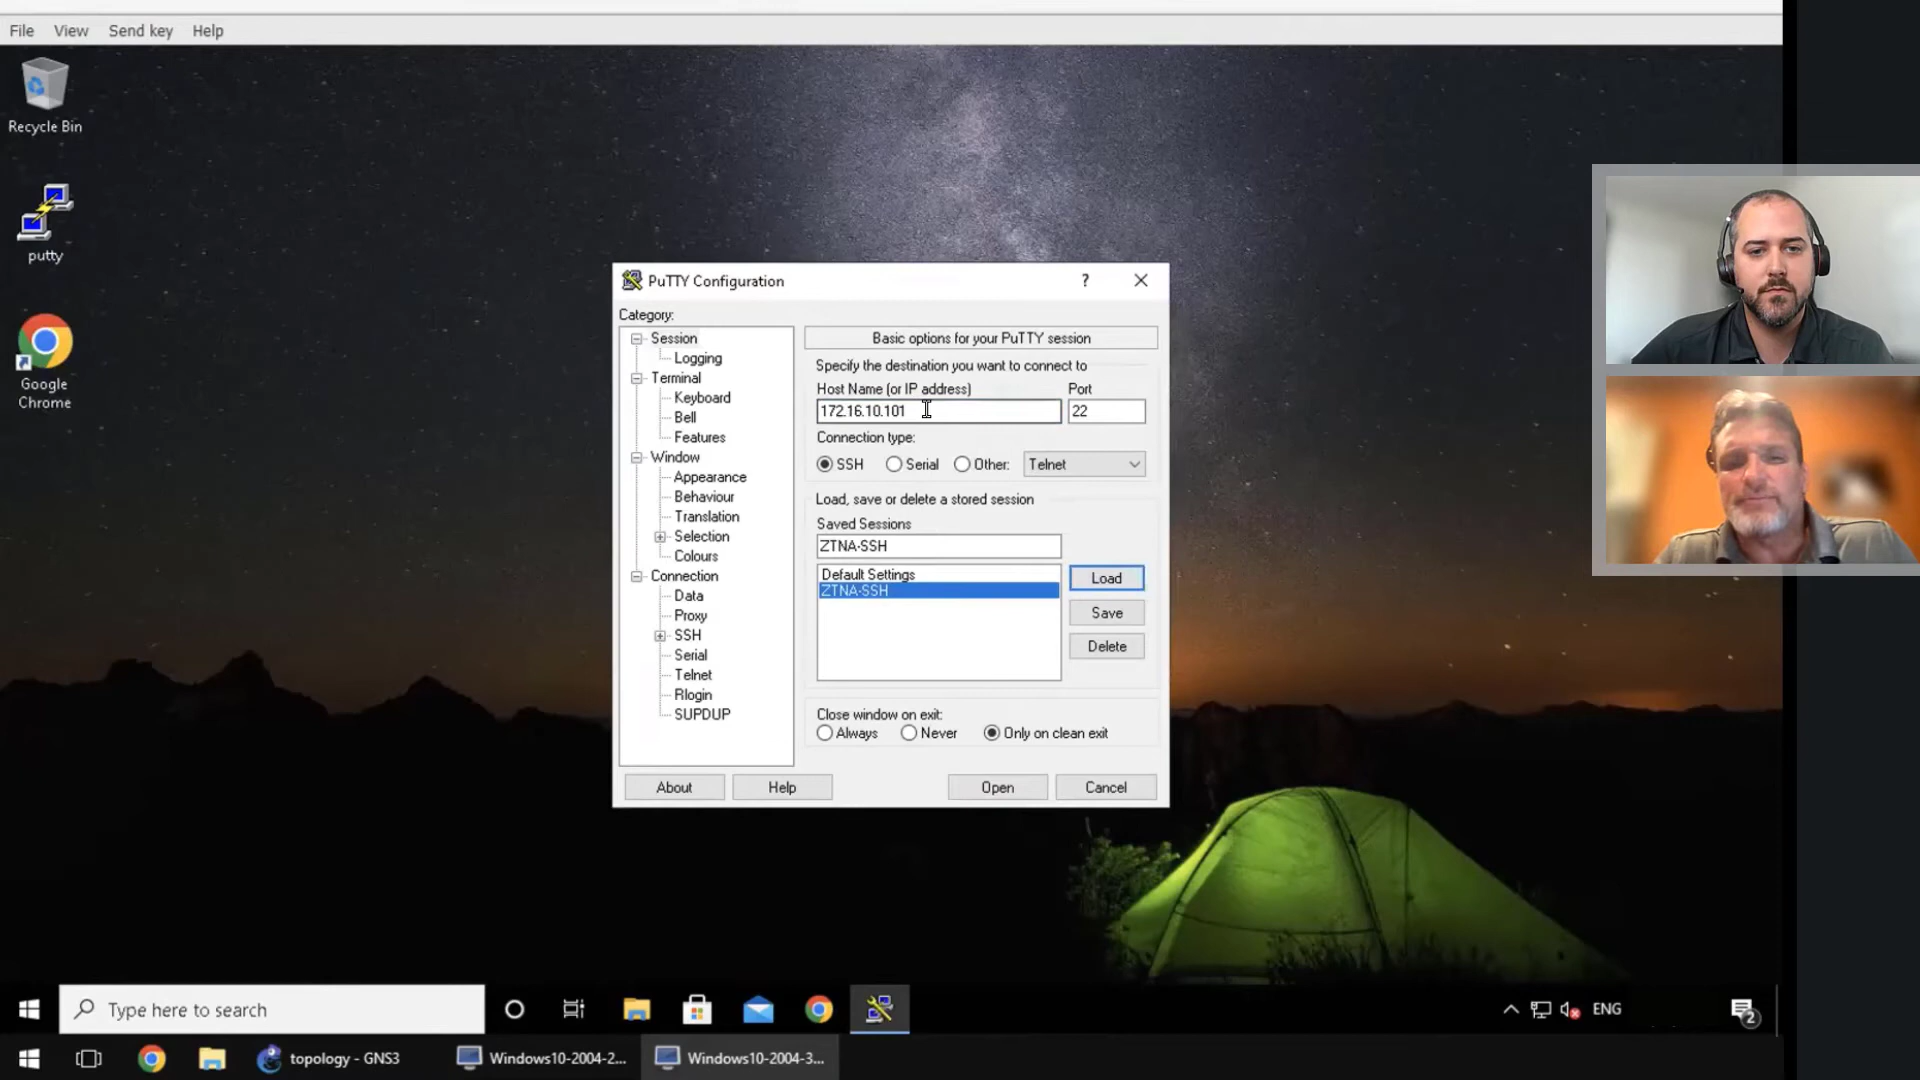 File View Send key Help
Recycle Bin
putty
Google
Chrome
PuTTY Configuration ?
Category:
Session
Logging
Terminal
Keyboard
Bell
Features
Window
Appearance
Behaviour
Translation
Selection
Colours
Connection
Data
Proxy
SSH
Serial
Telnet
Rlogin
SUPDUP
Basic options for your PuTTY session
Specify the destination you want to connect to
Host Name (or IP address) Port
172.16.10.101 22
Connection type:
SSH Serial Other: Telnet
Load, save or delete a stored session
Saved Sessions
ZTNA-SSH
Default Settings
ZTNA-SSH
Load
Save
Delete
Close window on exit:
Always Never Only on clean exit
About Help Open Cancel
Type here to search ENG 2
topology - GNS3 Windows10-2004-2... Windows10-2004-3...